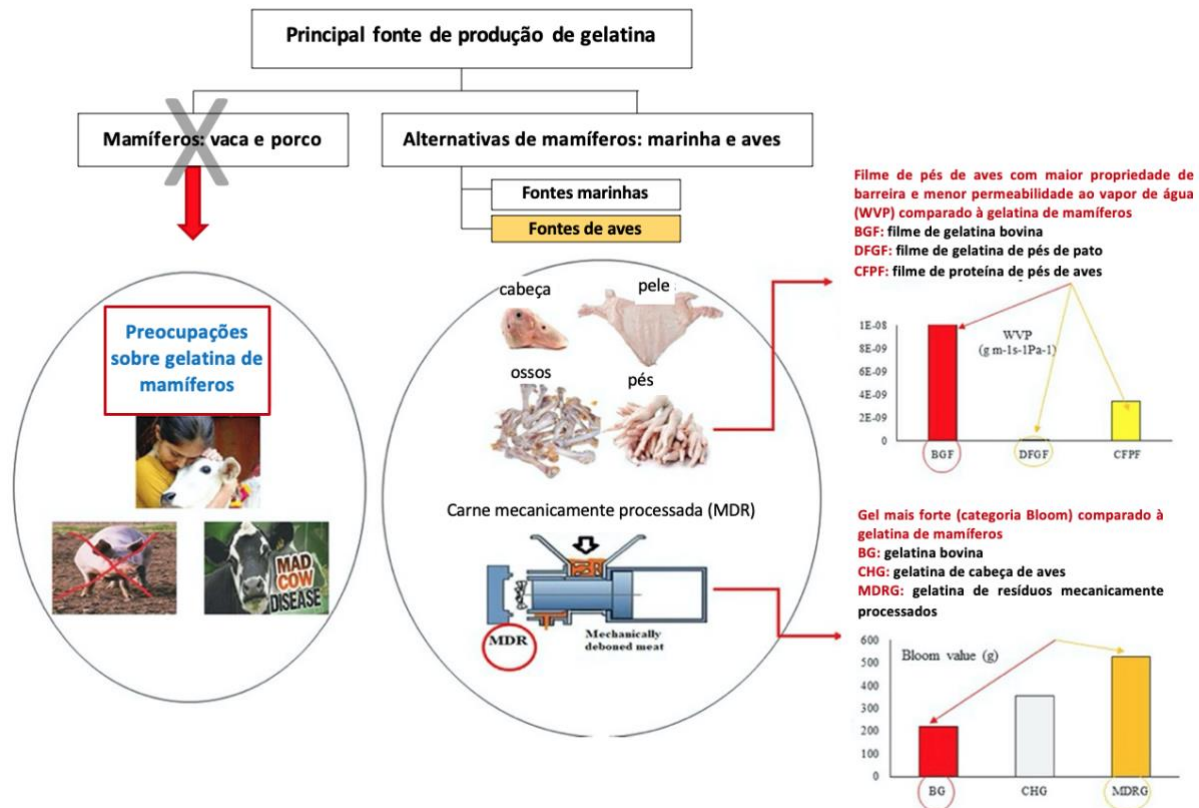 Principal fonte de produção de gelatina
Mamíferos: vaca e porco
Alternativas de mamíferos: marinha e aves
Fontes marinhas
Fontes de aves
Preocupações
sobre gelatina de
mamíferos
MAD
COW
DISEASE
cabeça
pele
ossos
pés
Carne mecanicamente processada (MDR)
MDR
Mechanically
deboned meat
Filme de pés de aves com maior propriedade de
barreira e menor permeabilidade ao vapor de água
(WVP) comparado à gelatina de mamíferos
BGF: filme de gelatina bovina
DFGF: filme de gelatina de pés de pato
CFPF: filme de proteína de pés de aves
WVP
(g m-1s-1Pa-1)
1E-08
8E-09
6E-09
4E-09
2E-09
0
BGF DFGF CFPF
Gel mais forte (categoria Bloom) comparado à
gelatina de mamíferos
BG: gelatina bovina
CHG: gelatina de cabeça de aves
MDRG: gelatina de resíduos mecanicamente
processados
Bloom value (g)
600
500
400
300
200
100
0
BG CHG MDRG